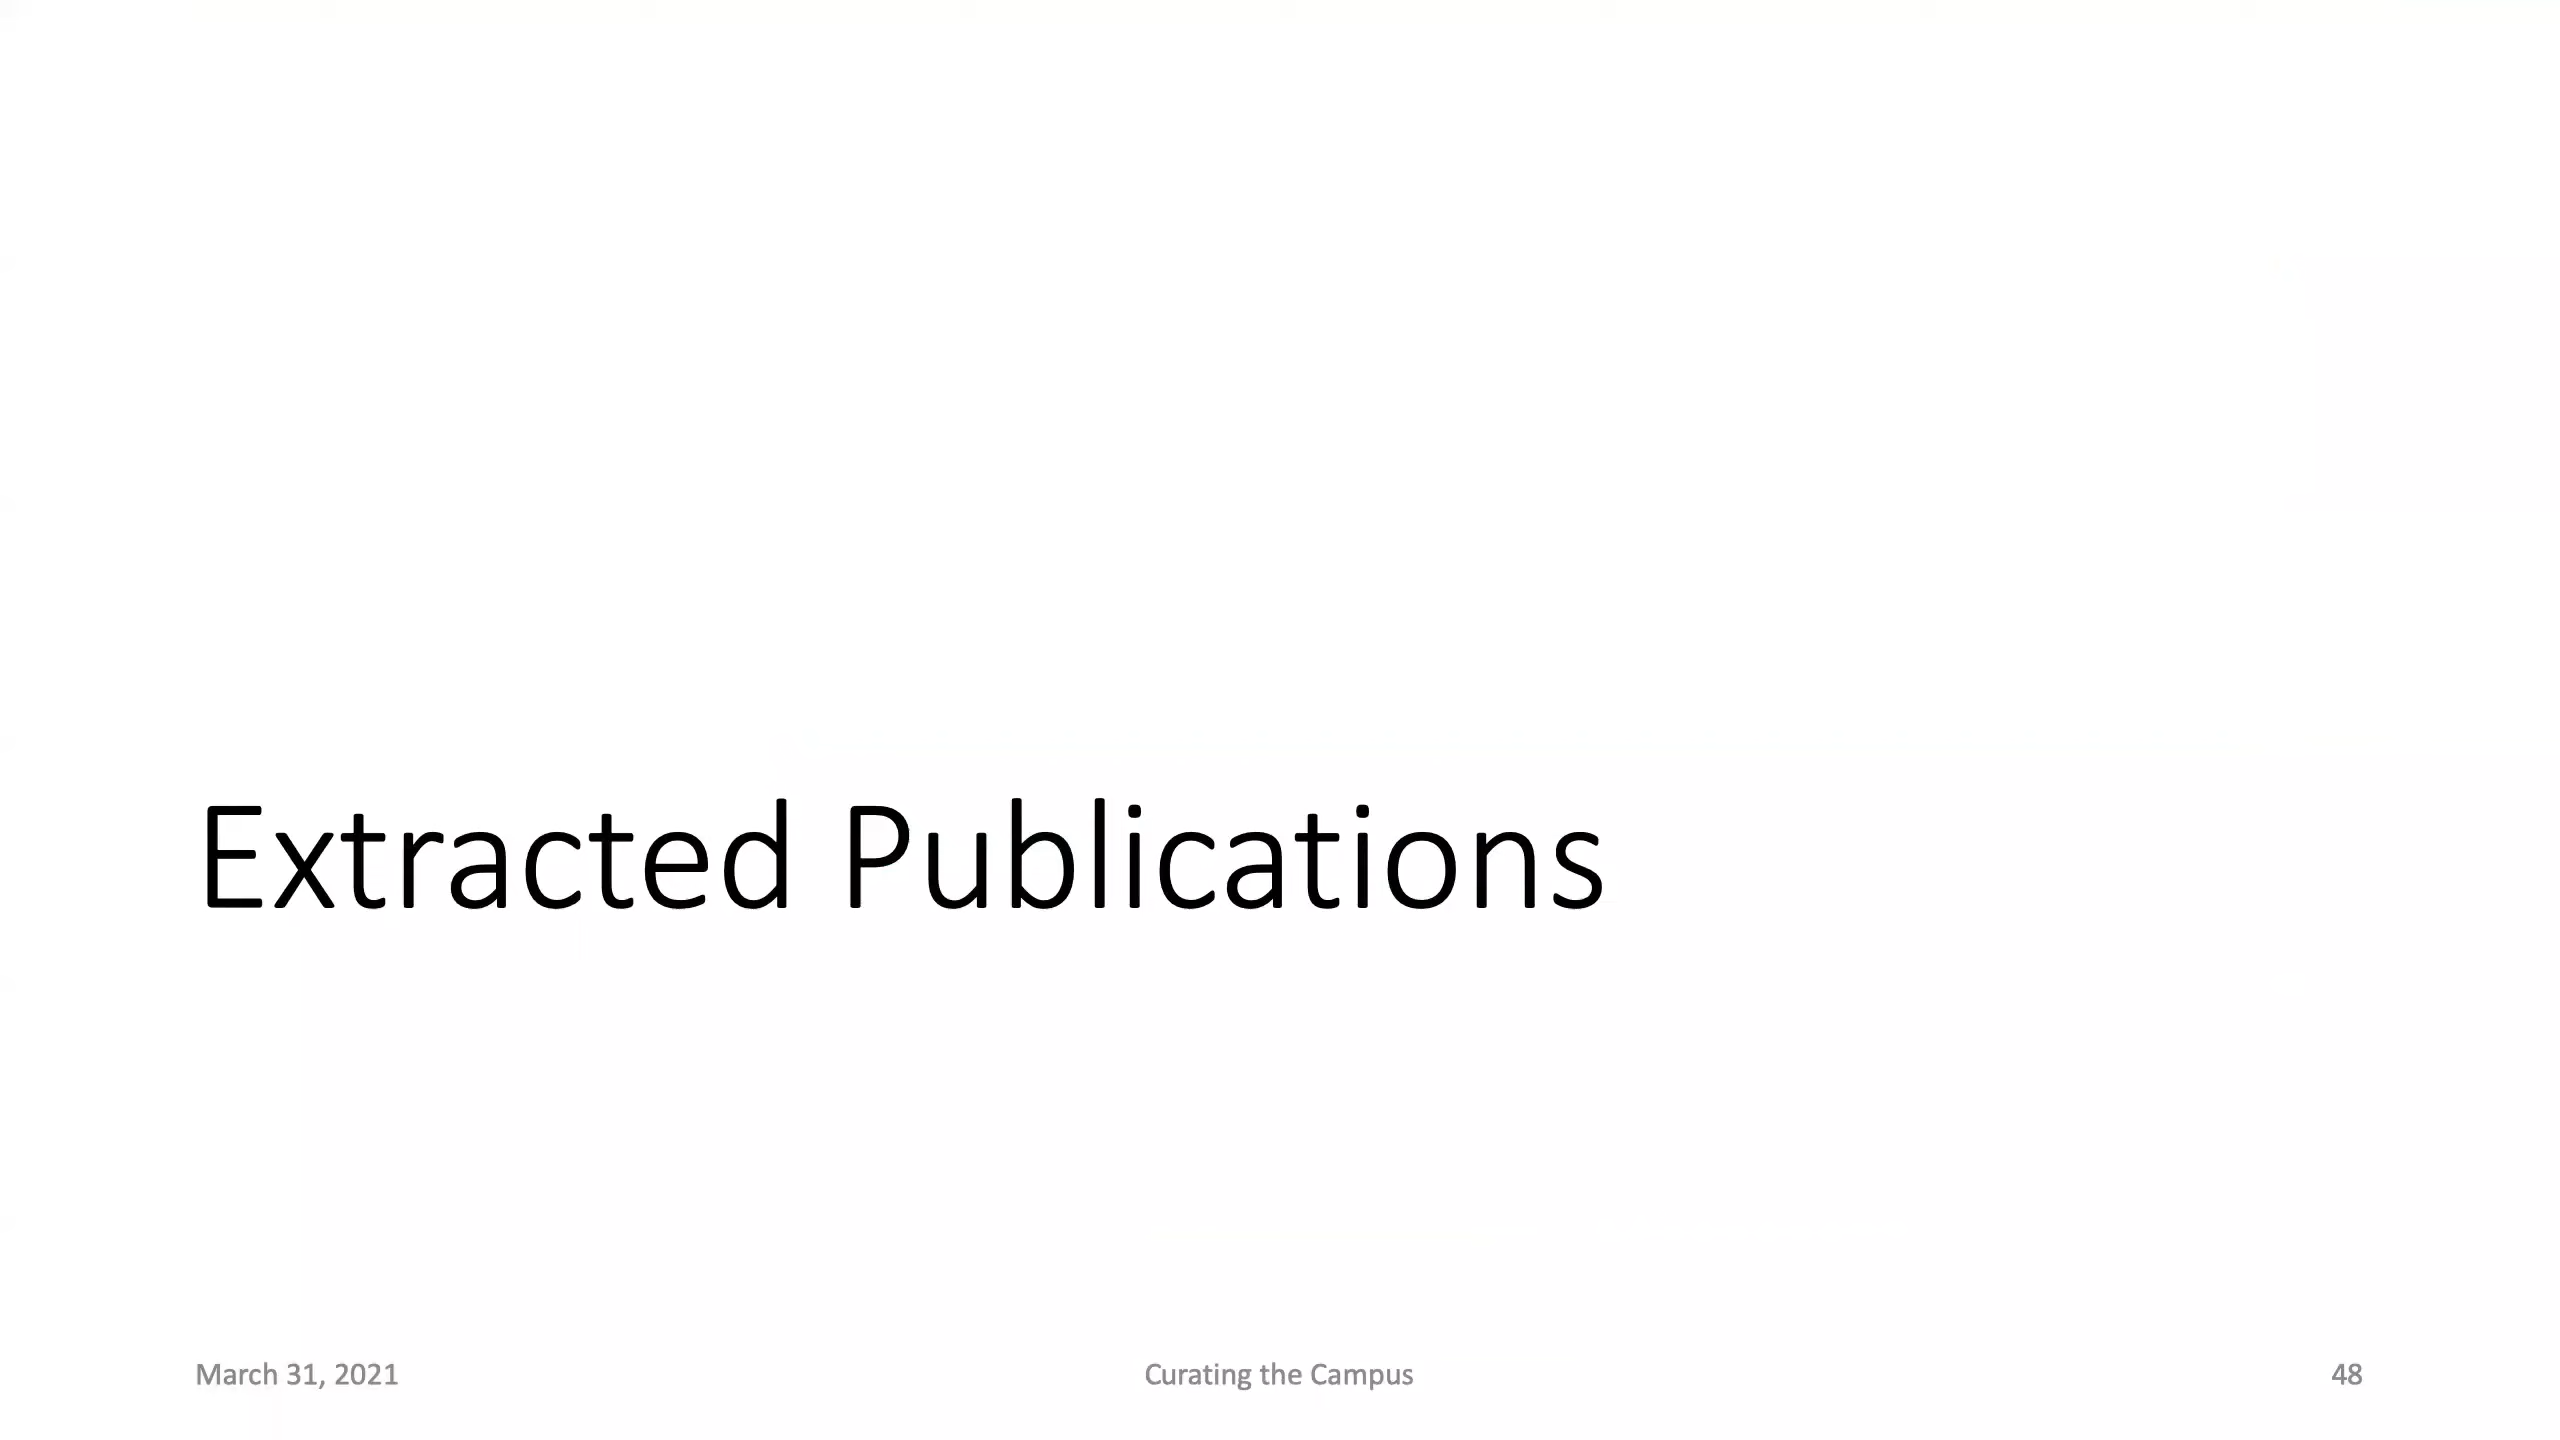 Extracted Publications
March 31, 2021
Curating the Campus
48